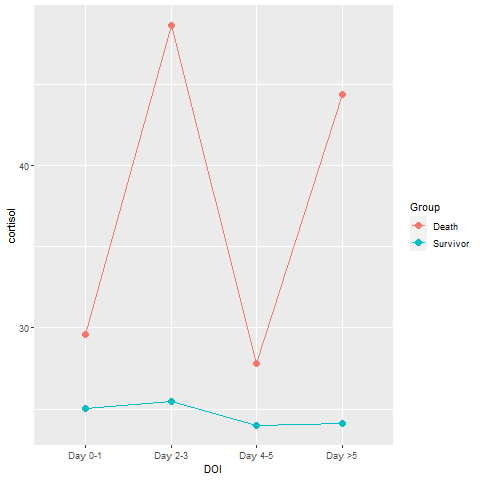 cortisol
40
30
Day 0-1 Day 2-3 Day 4-5 Day >5
DOI
Group
Death
Survivor